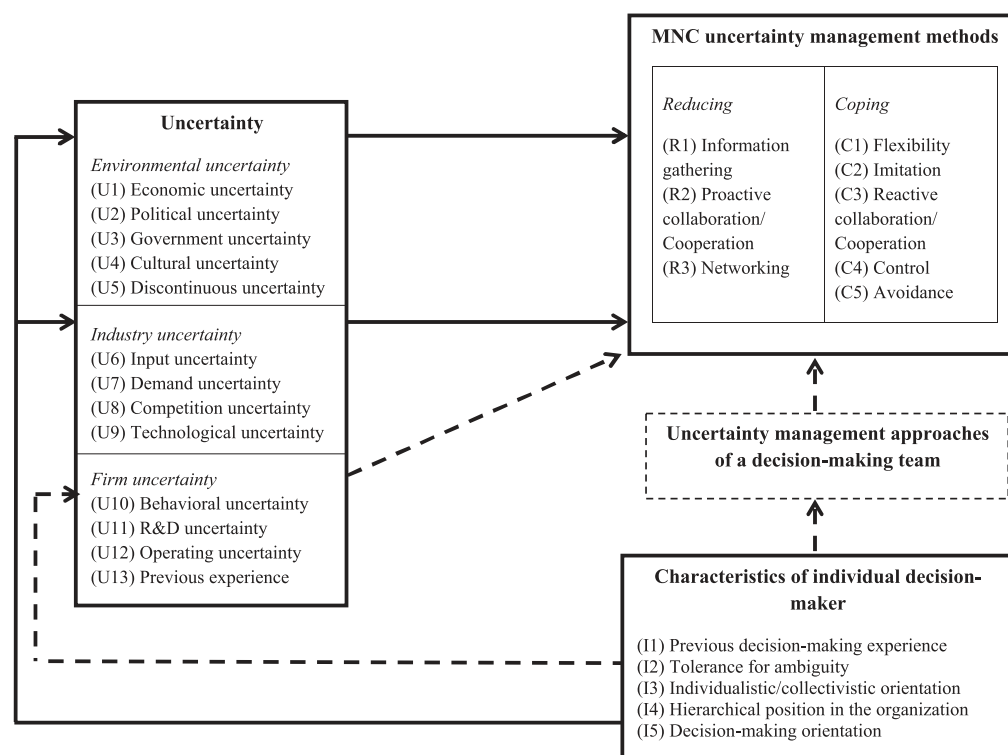 MNC uncertainty management methods
Reducing
(R1) Information
gathering
(R2) Proactive
collaboration/
Cooperation
(R3) Networking
Coping
(C1) Flexibility
(C2) Imitation
(C3) Reactive
collaboration/
Cooperation
(C4) Control
(C5) Avoidance
Uncertainty
Environmental uncertainty
(U1) Economic uncertainty
(U2) Political uncertainty
(U3) Government uncertainty
(U4) Cultural uncertainty
(U5) Discontinuous uncertainty
Industry uncertainty
(U6) Input uncertainty
(U7) Demand uncertainty
(U8) Competition uncertainty
(U9) Technological uncertainty
Firm uncertainty
(U10) Behavioral uncertainty
(U11) R&D uncertainty
(U12) Operating uncertainty
(U13) Previous experience
Uncertainty management approaches
of a decision-making team
Characteristics of individual decision-
maker
(I1) Previous decision-making experience
(I2) Tolerance for ambiguity
(I3) Individualistic/collectivistic orientation
(I4) Hierarchical position in the organization
(I5) Decision-making orientation